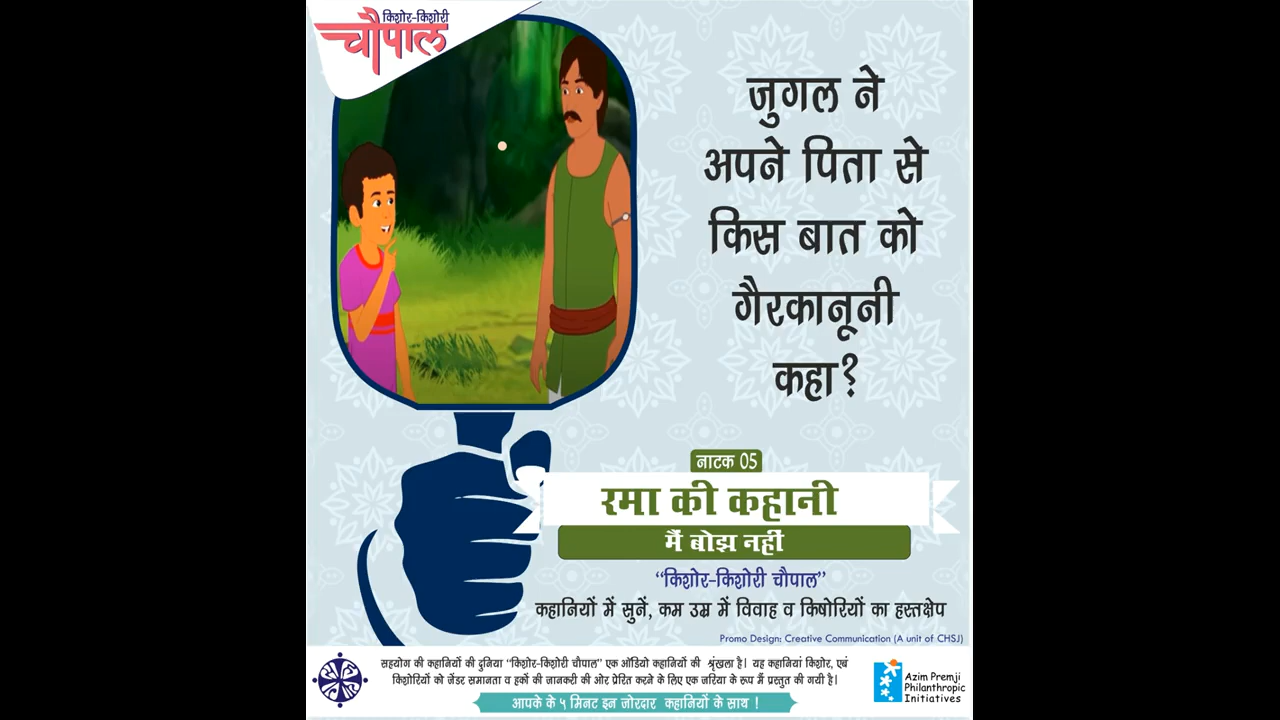 किशोर-किशोरी
चौपाल
जुगल ने
अपने पिता से
किस बात को
गैरकानूनी
कहा?
नाटक 05
रमा की कहानी
मैं बोझ नहीं
“किशोर-किशोरी चौपाल”
कहानियों में सुनें, कम उम्र में विवाह व किषोरियों का हस्तक्षेप
Promo Design: Creative Communication (A unit of CHSJ)
सहयोग की कहानियों की दुनिया “किशोर-किशोरी चौपाल” एक ऑडियो कहानियों की श्रृंखला है। यह कहानियां किशोर, एवं
किशोरियों को जेंडर समानता व हकों की जानकरी की ओर प्रेरित करने के लिए एक जरिया के रूप मैं प्रस्तुत की गयी है।
आपके के ५ मिनट इन जोरदार कहानियों के साथ !
Azim Premji
Philanthropic
Initiatives